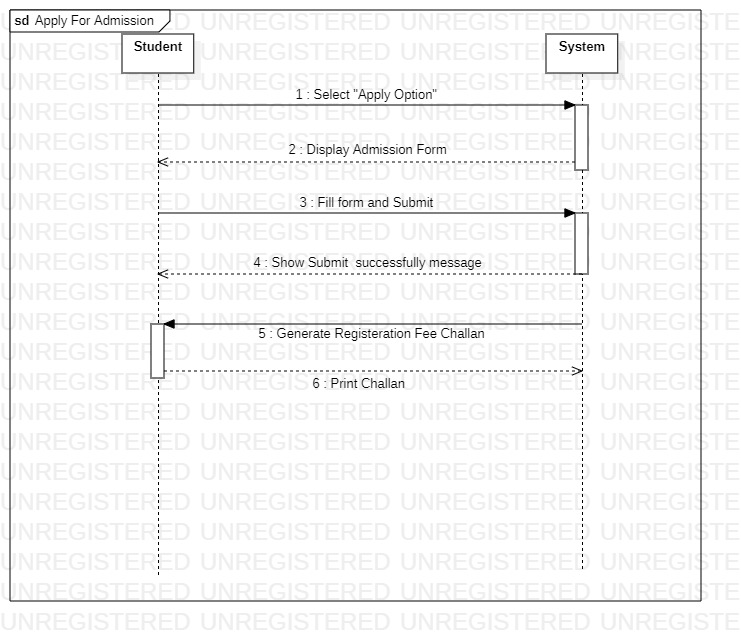 sd Apply For Admission
Student
System
1 : Select "Apply Option"
2 : Display Admission Form
3 : Fill form and Submit
4 : Show Submit  successfully message
5 : Generate Registeration Fee Challan
6 : Print Challan
UNREGISTERED